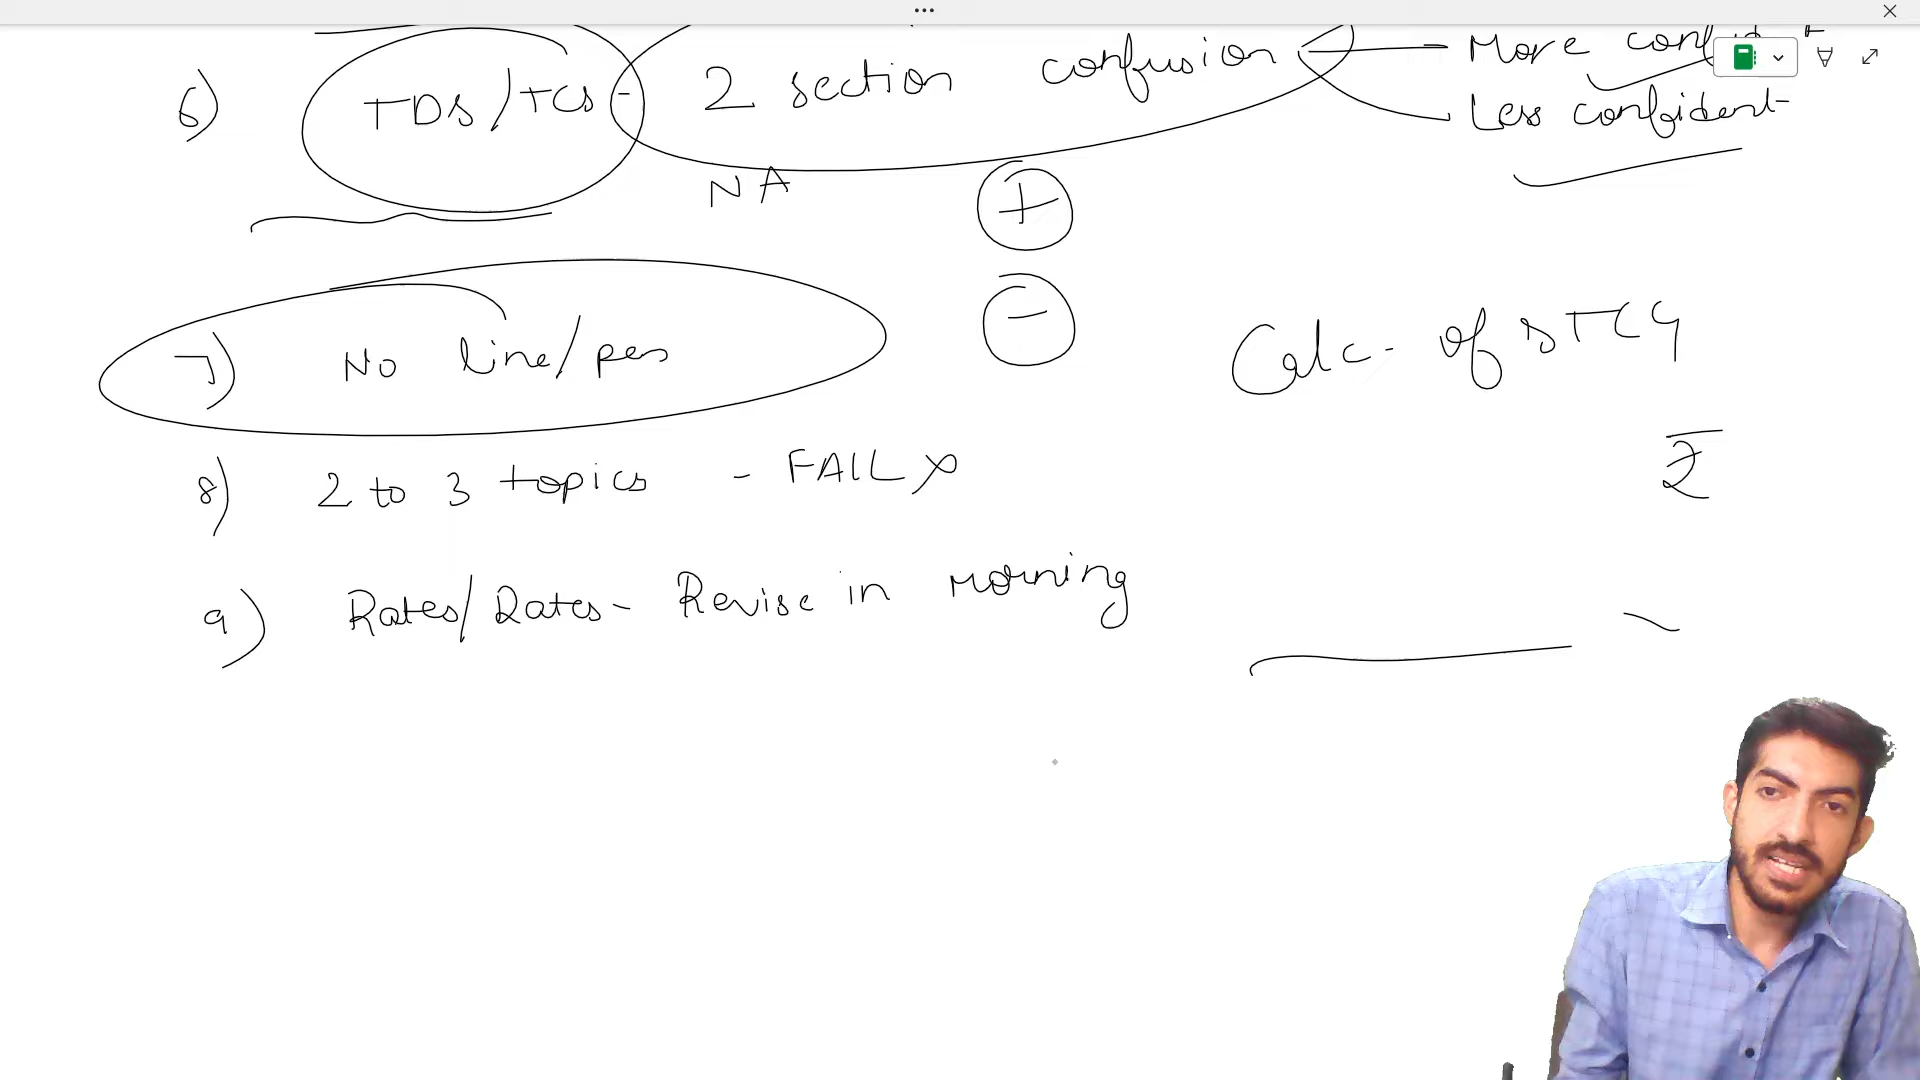 6) TDS/TCS - 2 section confusion
More confident
Less confident
NA
+
-
7) No line/pen
Calc. of STCG
₹
8) 2 to 3 topics - FAIL X
9) Rates/Dates - Revise in Morning